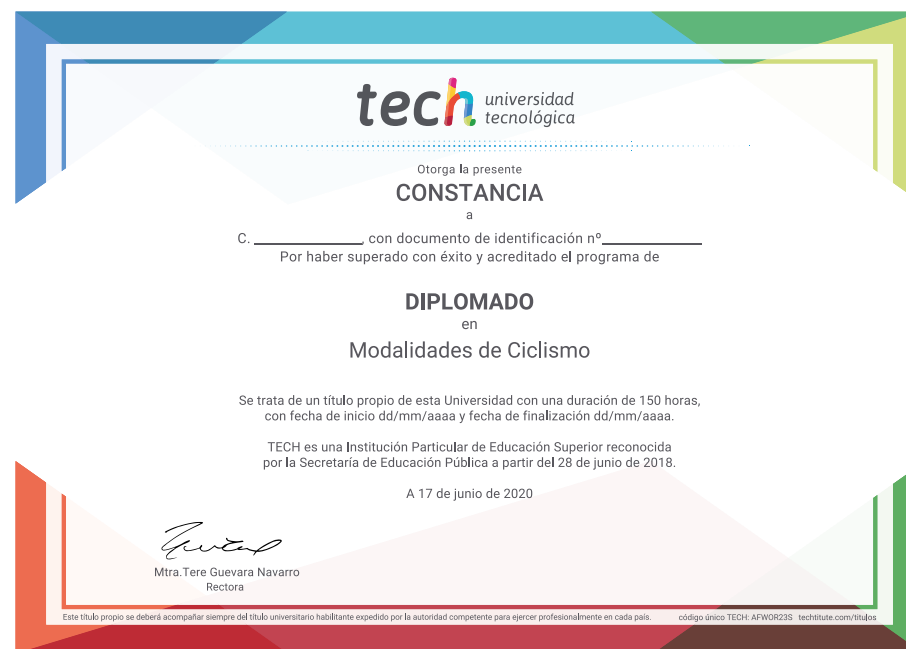 tech universidad
tecnológica
Otorga la presente
CONSTANCIA
a
C. ____________, con documento de identificación nº____________
Por haber superado con éxito y acreditado el programa de
DIPLOMADO
en
Modalidades de Ciclismo
Se trata de un título propio de esta Universidad con una duración de 150 horas,
con fecha de inicio dd/mm/aaaa y fecha de finalización dd/mm/aaaa.
TECH es una Institución Particular de Educación Superior reconocida
por la Secretaría de Educación Pública a partir del 28 de junio de 2018.
A 17 de junio de 2020
Mtra.Tere Guevara Navarro
Rectora
Este título propio se deberá acompañar siempre del título universitario habilitante expedido por la autoridad competente para ejercer profesionalmente en cada país. código único TECH: AFWOR23S techtitute.com/titulos